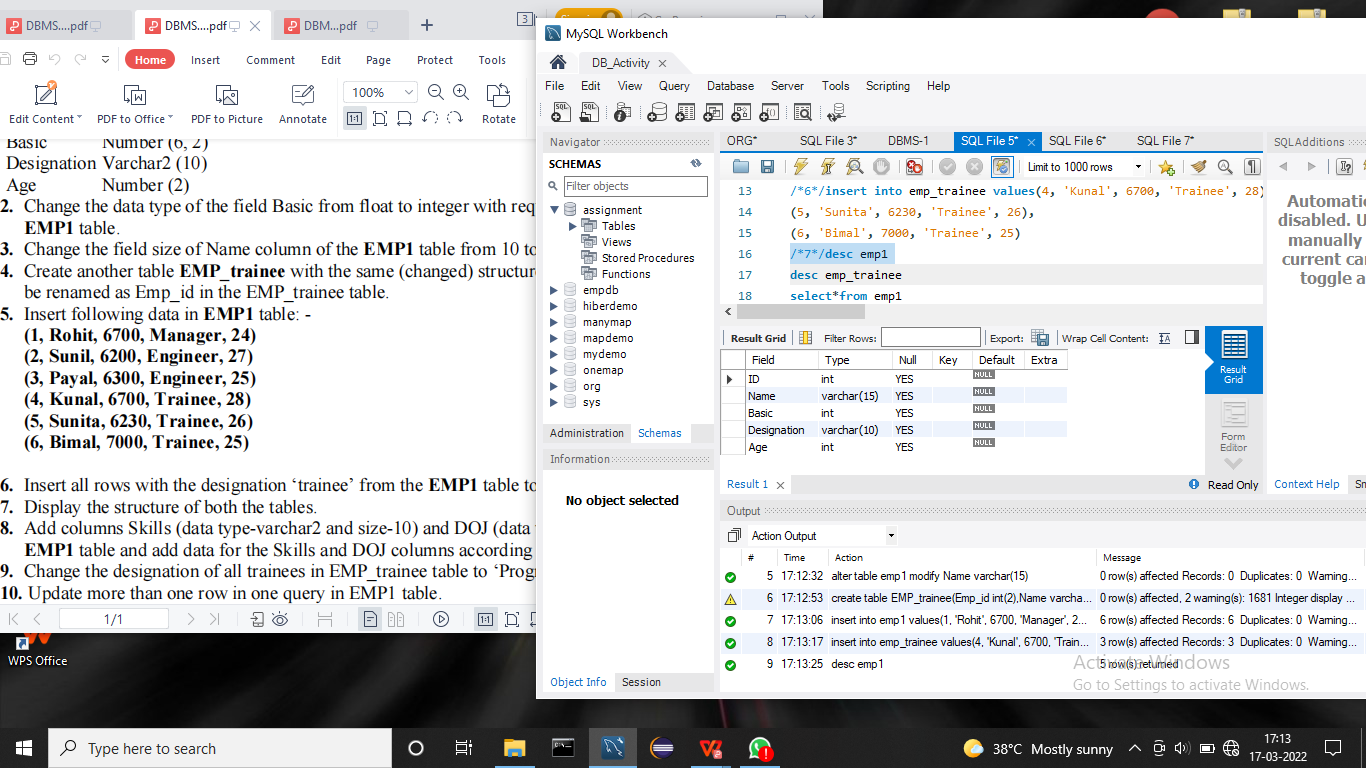 DBMS....pdf
DBMS....pdf
DBM...pdf
3
Home
Insert
Comment
Edit
Page
Protect
Tools
Edit Content
PDF to Office
PDF to Picture
Annotate
100%
1:1
Rotate
Basic Number (6, 2)
Designation Varchar2 (10)
Age Number (2)
2. Change the data type of the field Basic from float to integer with req
EMP1 table.
3. Change the field size of Name column of the EMP1 table from 10 to
4. Create another table EMP_trainee with the same (changed) structur
be renamed as Emp_id in the EMP_trainee table.
5. Insert following data in EMP1 table: -
(1, Rohit, 6700, Manager, 24)
(2, Sunil, 6200, Engineer, 27)
(3, Payal, 6300, Engineer, 25)
(4, Kunal, 6700, Trainee, 28)
(5, Sunita, 6230, Trainee, 26)
(6, Bimal, 7000, Trainee, 25)
6. Insert all rows with the designation ‘trainee’ from the EMP1 table to
7. Display the structure of both the tables.
8. Add columns Skills (data type-varchar2 and size-10) and DOJ (data
EMP1 table and add data for the Skills and DOJ columns according
9. Change the designation of all trainees in EMP_trainee table to ‘Prog
10. Update more than one row in one query in EMP1 table.
1/1
1:1
WPS Office
MySQL Workbench
DB_Activity
File Edit View Query Database Server Tools Scripting Help
Navigator
SCHEMAS
Filter objects
assignment
Tables
Views
Stored Procedures
Functions
empdb
hiberdemo
manymap
mapdemo
mydemo
onemap
org
sys
Administration Schemas
Information
No object selected
Object Info Session
ORG* SQL File 3* DBMS-1 SQL File 5* SQL File 6* SQL File 7*
Limit to 1000 rows
13 /*6*/insert into emp_trainee values(4, 'Kunal', 6700, 'Trainee', 28)
14 (5, 'Sunita', 6230, 'Trainee', 26),
15 (6, 'Bimal', 7000, 'Trainee', 25)
16 /*7*/desc emp1
17 desc emp_trainee
18 select*from emp1
Result Grid Filter Rows: Export: Wrap Cell Content:
Field Type Null Key Default Extra
ID int YES NULL
Name varchar(15) YES NULL
Basic int YES NULL
Designation varchar(10) YES NULL
Age int YES NULL
Result Grid
Form Editor
Result 1
Read Only
SQLAdditions
Automatic
disabled. U
manually
current car
toggle a
Context Help Sn
Output
Action Output
# Time Action Message
5 17:12:32 alter table emp1 modify Name varchar(15) 0 row(s) affected Records: 0 Duplicates: 0 Warning...
6 17:12:53 create table EMP_trainee(Emp_id int(2),Name varcha... 0 row(s) affected, 2 warning(s): 1681 Integer display ...
7 17:13:06 insert into emp1 values(1, 'Rohit', 6700, 'Manager', 2... 6 row(s) affected Records: 6 Duplicates: 0 Warning...
8 17:13:17 insert into emp_trainee values(4, 'Kunal', 6700, 'Train... 3 row(s) affected Records: 3 Duplicates: 0 Warning...
9 17:13:25 desc emp1 5 row(s) returned
Activate Windows
Go to Settings to activate Windows.
Type here to search
38°C Mostly sunny
17:13
17-03-2022